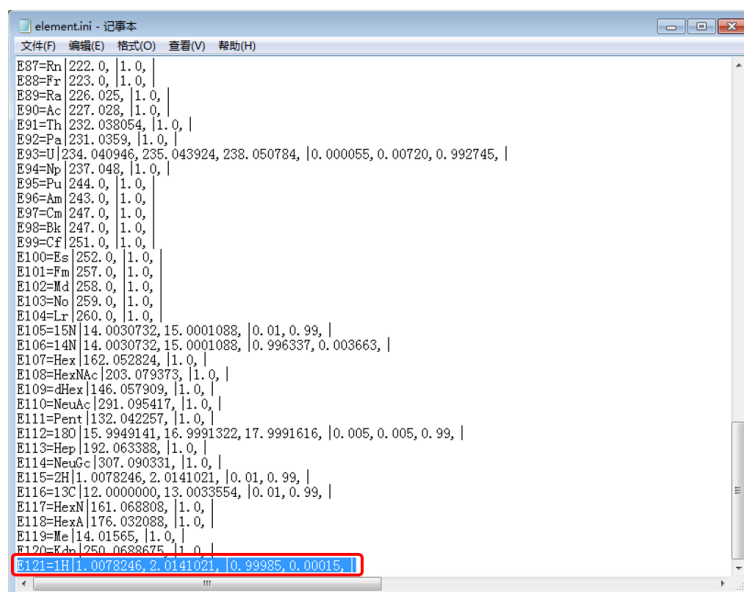 element.ini - 记事本
文件(F) 编辑(E) 格式(O) 查看(V) 帮助(H)
E87=Rn|222.0, |1.0, |
E88=Fr|223.0, |1.0, |
E89=Ra|226.025, |1.0, |
E90=Ac|227.028, |1.0, |
E91=Th|232.038054, |1.0, |
E92=Pa|231.0359, |1.0, |
E93=U|234.040946,235.043924,238.050784, |0.000055,0.00720,0.992745, |
E94=Np|237.048, |1.0, |
E95=Pu|244.0, |1.0, |
E96=Am|243.0, |1.0, |
E97=Cm|247.0, |1.0, |
E98=Bk|247.0, |1.0, |
E99=Cf|251.0, |1.0, |
E100=Es|252.0, |1.0, |
E101=Fm|257.0, |1.0, |
E102=Md|258.0, |1.0, |
E103=No|259.0, |1.0, |
E104=Lr|260.0, |1.0, |
E105=15N|14.0030732,15.0001088, |0.01,0.99, |
E106=14N|14.0030732,15.0001088, |0.996337,0.003663, |
E107=Hex|162.052824, |1.0, |
E108=HexNAc|203.079373, |1.0, |
E109=dHex|146.057909, |1.0, |
E110=NeuAc|291.095417, |1.0, |
E111=Pent|132.042257, |1.0, |
E112=18O|15.9949141,16.9991322,17.9991616, |0.005,0.005,0.99, |
E113=Hep|192.063388, |1.0, |
E114=NeuGc|307.090331, |1.0, |
E115=2H|1.0078246,2.0141021, |0.01,0.99, |
E116=13C|12.0000000,13.0033554, |0.01,0.99, |
E117=HexN|161.068808, |1.0, |
E118=HexA|176.032088, |1.0, |
E119=Me|14.01565, |1.0, |
E120=Kdn|250.0688675, |1.0, |
E121=1H|1.0078246,2.0141021, |0.99985,0.00015, |